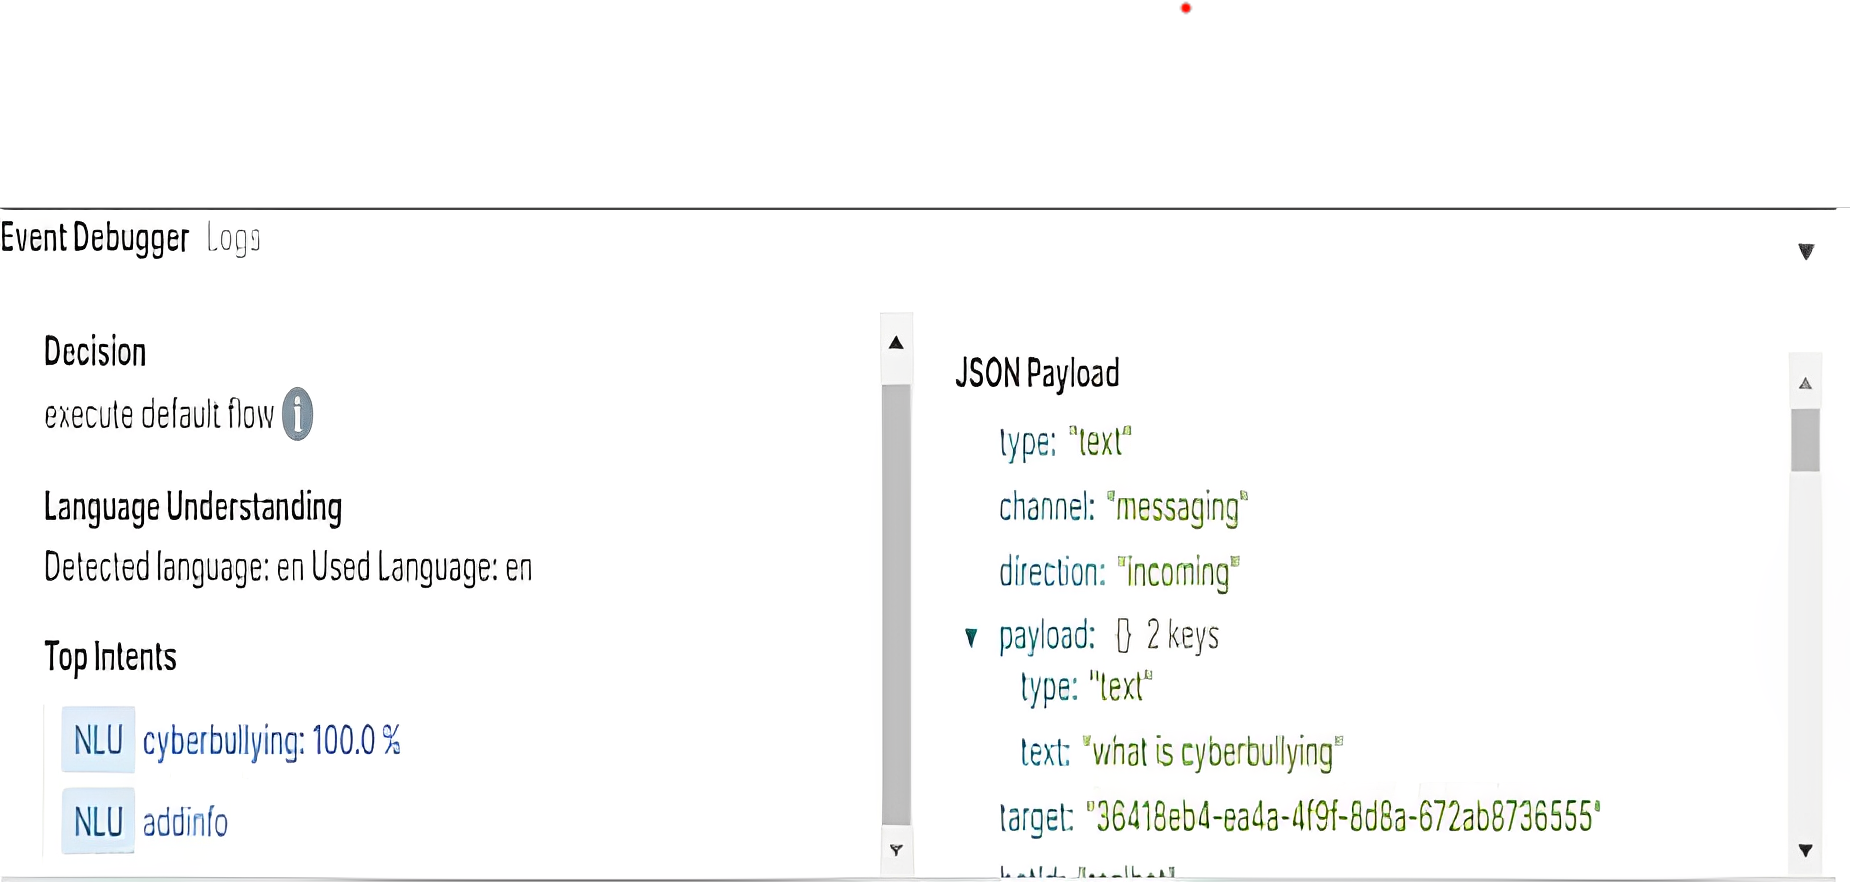 Event Debugger Logs
Decision
execute default flow
Language Understanding
Detected language: en Used Language: en
Top Intents
NLU cyberbullying: 100.0 %
NLU addinfo
JSON Payload
type: "text"
channel: "messaging"
direction: "incoming"
payload: {} 2 keys
type: "text"
text: "what is cyberbullying"
target: "36418eb4-ea4a-4f9f-8d8a-672ab8736555"